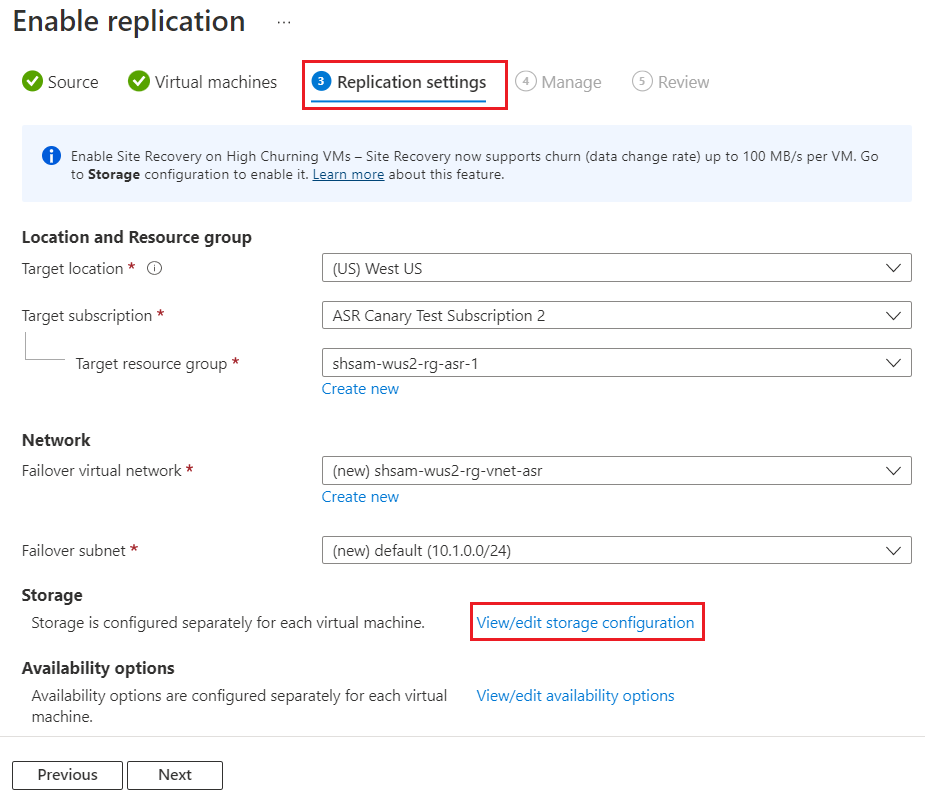 Enable replication ...
Source
Virtual machines
3 Replication settings
4 Manage
5 Review
Enable Site Recovery on High Churning VMs – Site Recovery now supports churn (data change rate) up to 100 MB/s per VM. Go
to Storage configuration to enable it. Learn more about this feature.
Location and Resource group
Target location *
(US) West US
Target subscription *
ASR Canary Test Subscription 2
Target resource group *
shsam-wus2-rg-asr-1
Create new
Network
Failover virtual network *
(new) shsam-wus2-rg-vnet-asr
Create new
Failover subnet *
(new) default (10.1.0.0/24)
Storage
Storage is configured separately for each virtual machine.
View/edit storage configuration
Availability options
Availability options are configured separately for each virtual
machine.
View/edit availability options
Previous
Next